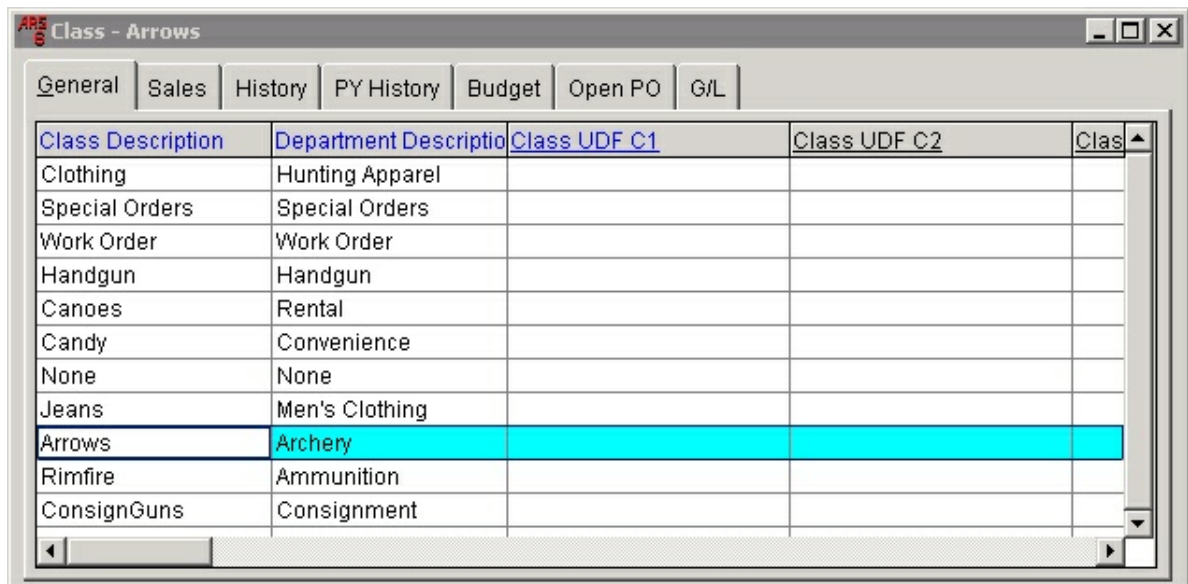 ARS 6 Class - Arrows
General Sales History PY History Budget Open PO G/L
Class Description Department Descriptio Class UDF C1 Class UDF C2 Clas
Clothing Hunting Apparel
Special Orders Special Orders
Work Order Work Order
Handgun Handgun
Canoes Rental
Candy Convenience
None None
Jeans Men's Clothing
Arrows Archery
Rimfire Ammunition
ConsignGuns Consignment